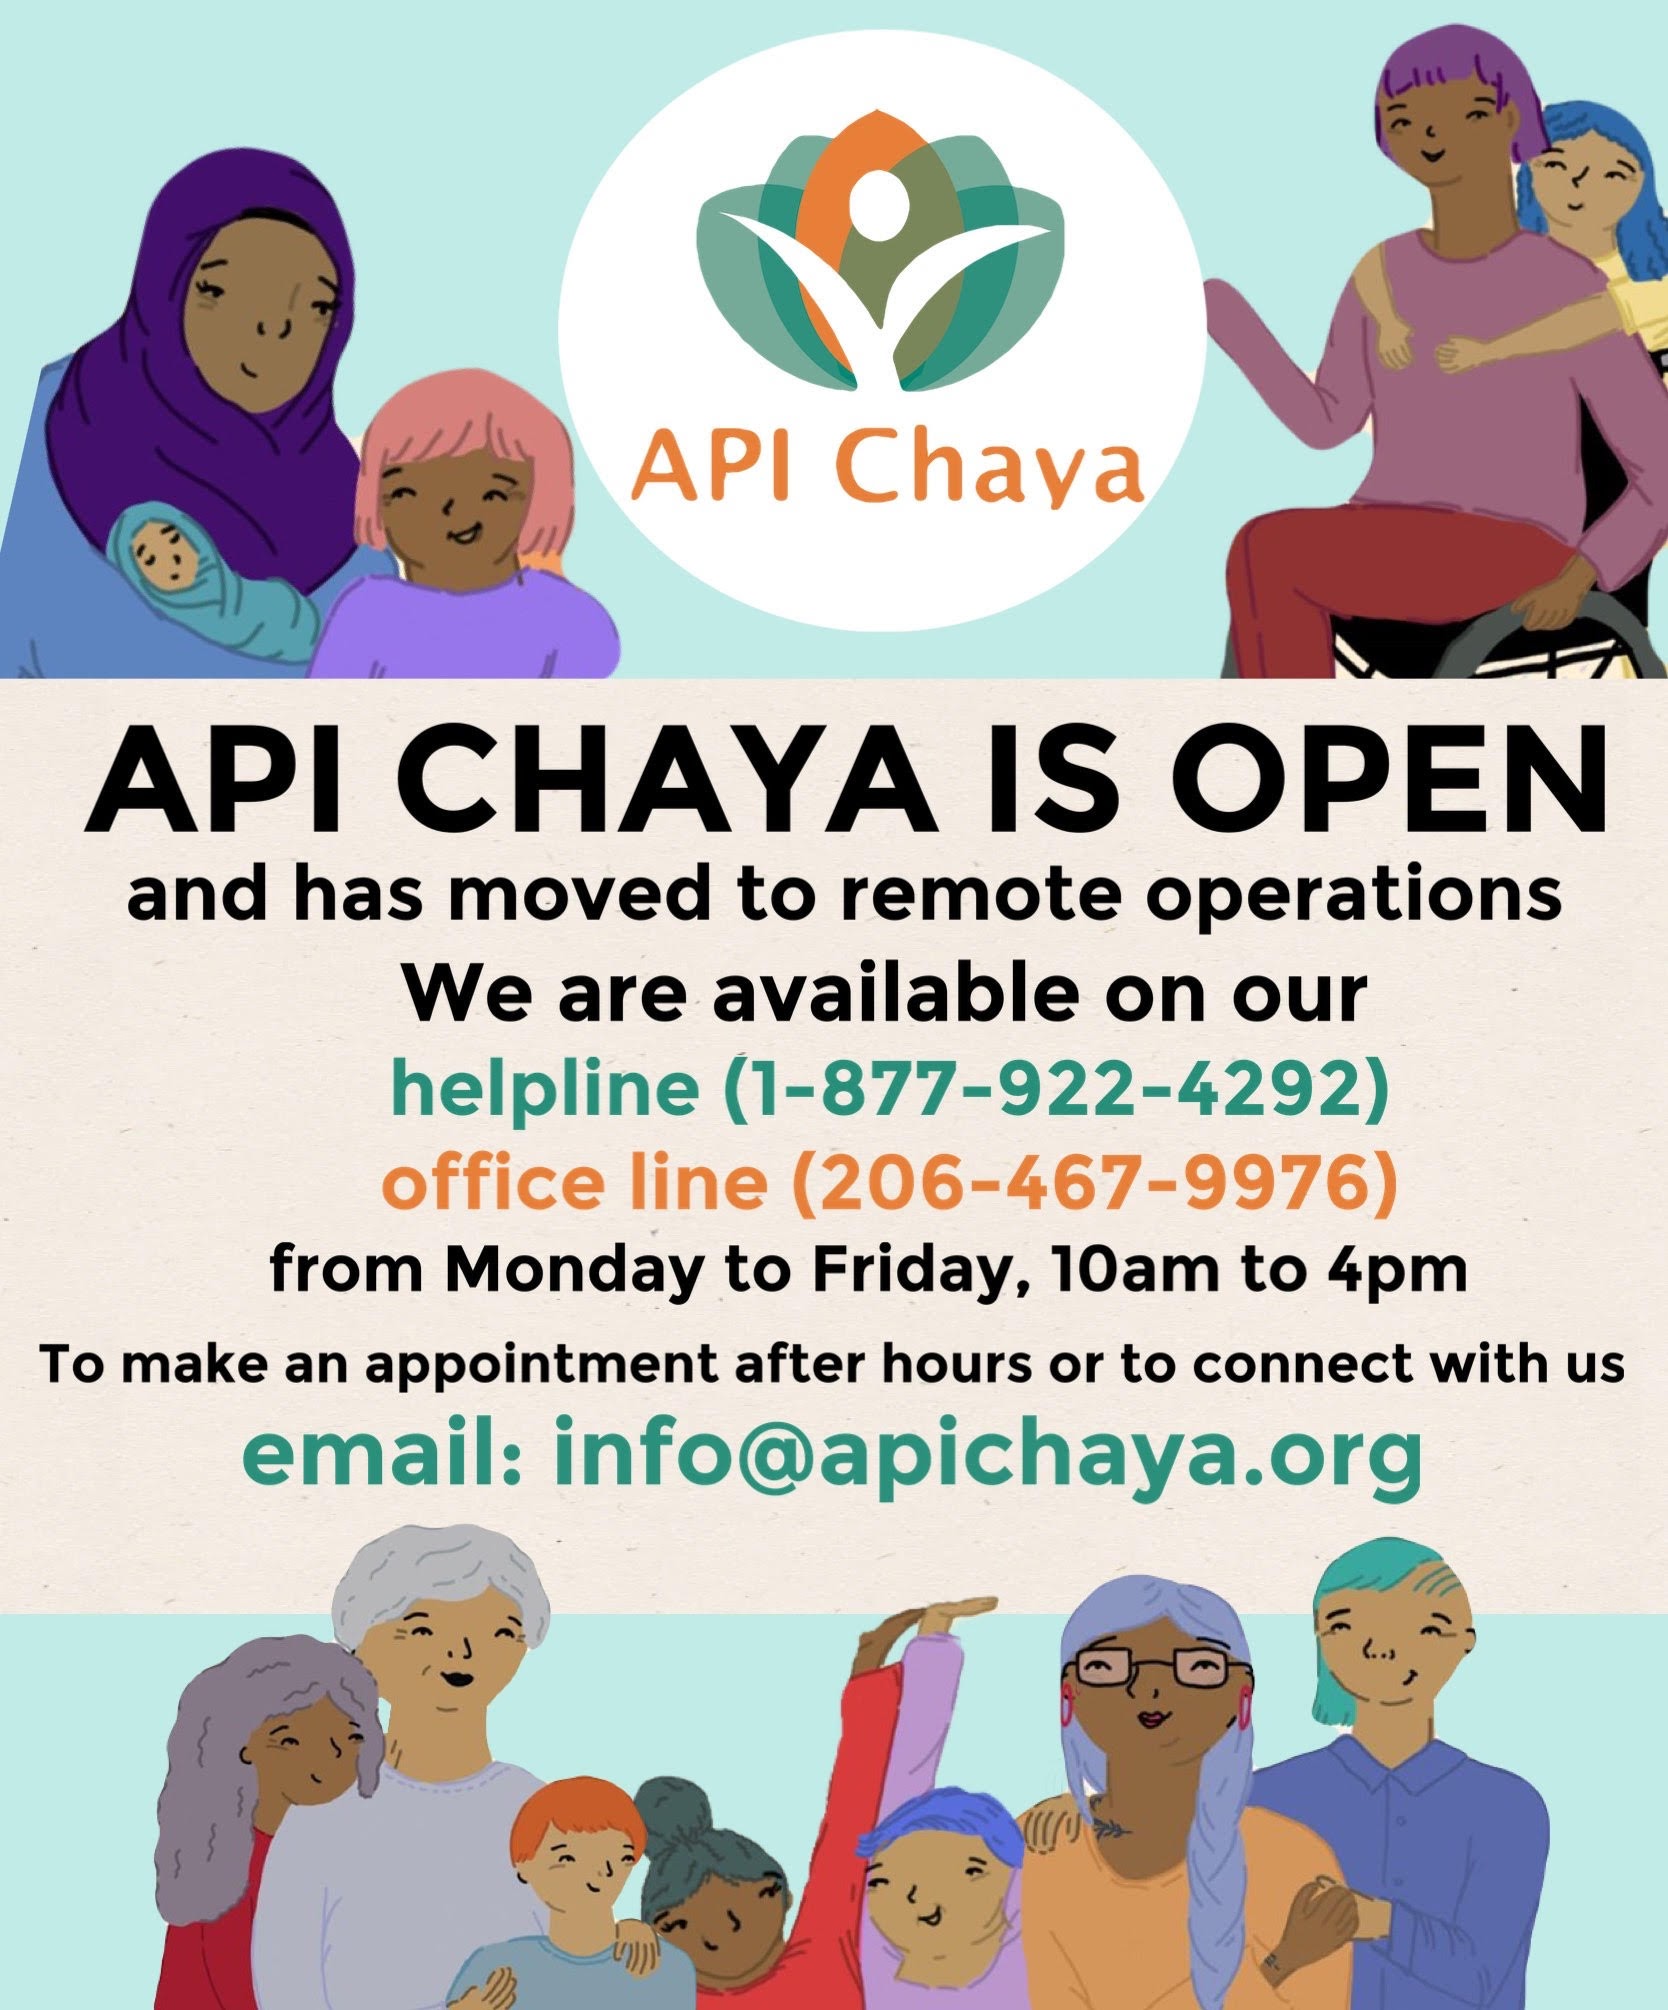 API Chaya
API CHAYA IS OPEN
and has moved to remote operations
We are available on our
helpline (1-877-922-4292)
office line (206-467-9976)
from Monday to Friday, 10am to 4pm
To make an appointment after hours or to connect with us
email: info@apichaya.org